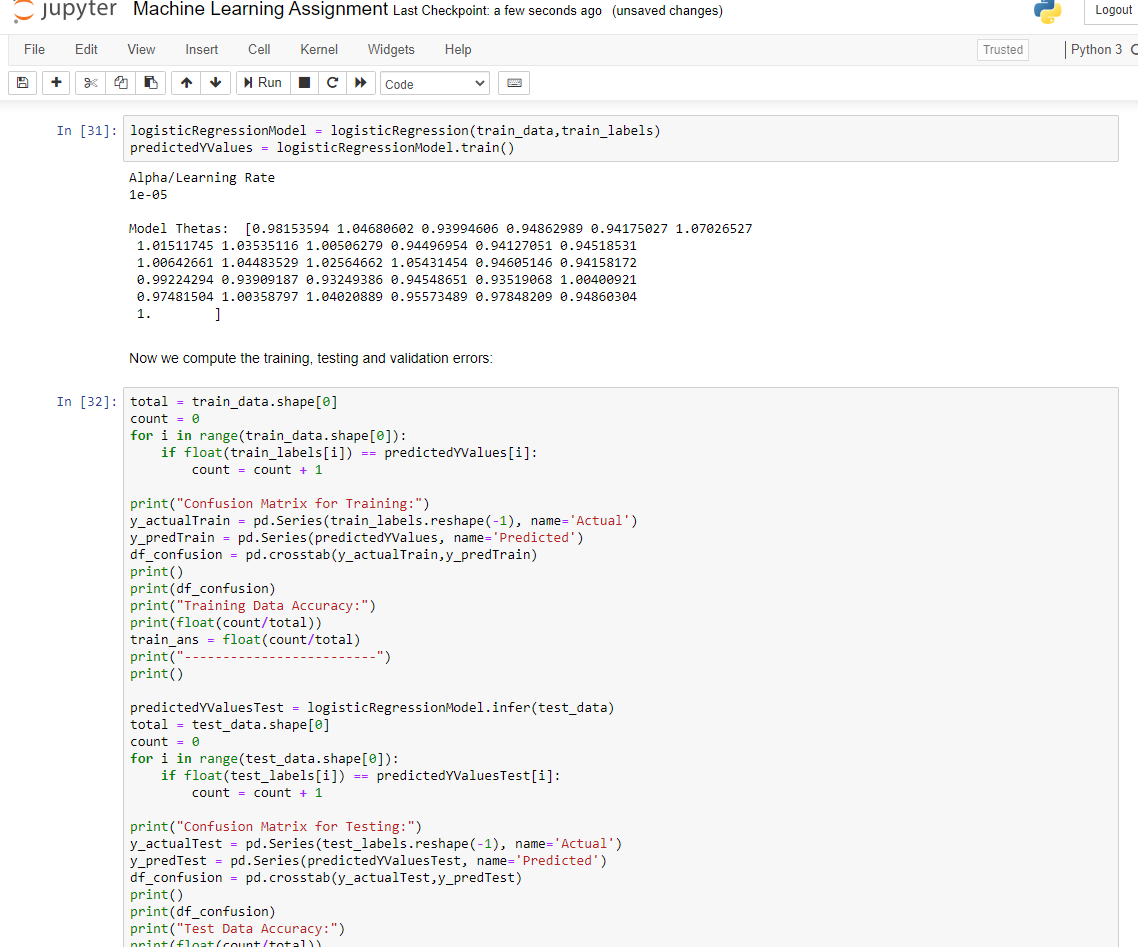 jupyter Machine Learning Assignment Last Checkpoint: a few seconds ago (unsaved changes)
Logout
File Edit View Insert Cell Kernel Widgets Help
Trusted
Python 3
Run
Code
In [31]: logisticRegressionModel = logisticRegression(train_data,train_labels)
predictedYValues = logisticRegressionModel.train()
Alpha/Learning Rate
1e-05
Model Thetas: [0.98153594 1.04680602 0.93994606 0.94862989 0.94175027 1.07026527
1.01511745 1.03535116 1.00506279 0.94496954 0.94127051 0.94518531
1.00642661 1.04483529 1.02564662 1.05431454 0.94605146 0.94158172
0.99224294 0.93909187 0.93249386 0.94548651 0.93519068 1.00400921
0.97481504 1.00358797 1.04020889 0.95573489 0.97848209 0.94860304
1. ]
Now we compute the training, testing and validation errors:
In [32]: total = train_data.shape[0]
count = 0
for i in range(train_data.shape[0]):
    if float(train_labels[i]) == predictedYValues[i]:
        count = count + 1
print("Confusion Matrix for Training:")
y_actualTrain = pd.Series(train_labels.reshape(-1), name='Actual')
y_predTrain = pd.Series(predictedYValues, name='Predicted')
df_confusion = pd.crosstab(y_actualTrain,y_predTrain)
print()
print(df_confusion)
print("Training Data Accuracy:")
print(float(count/total))
train_ans = float(count/total)
print("-------------------------")
print()
predictedYValuesTest = logisticRegressionModel.infer(test_data)
total = test_data.shape[0]
count = 0
for i in range(test_data.shape[0]):
    if float(test_labels[i]) == predictedYValuesTest[i]:
        count = count + 1
print("Confusion Matrix for Testing:")
y_actualTest = pd.Series(test_labels.reshape(-1), name='Actual')
y_predTest = pd.Series(predictedYValuesTest, name='Predicted')
df_confusion = pd.crosstab(y_actualTest,y_predTest)
print()
print(df_confusion)
print("Test Data Accuracy:")
print(float(count/total))